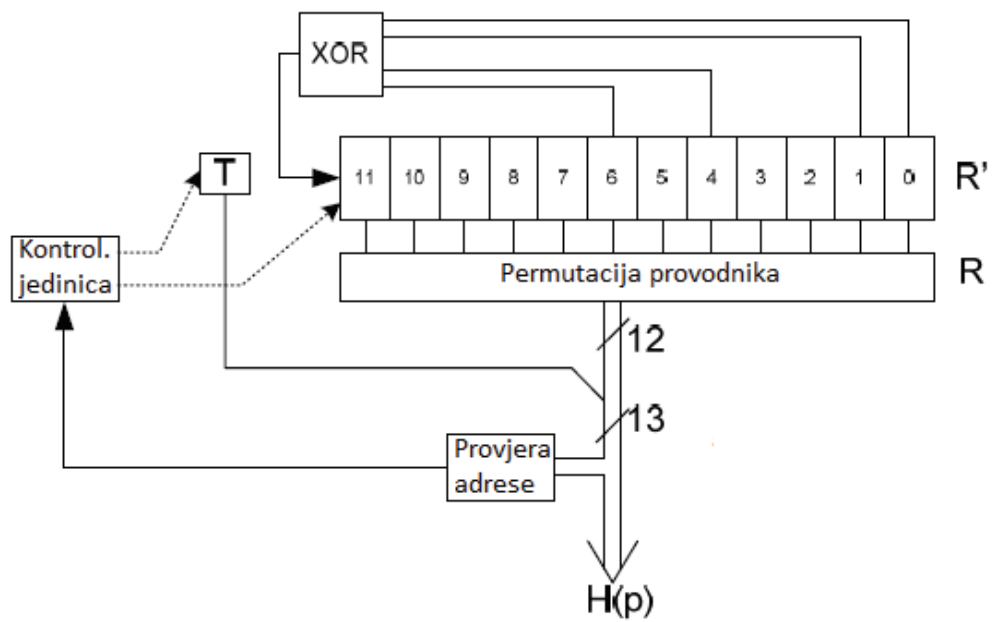 XOR
T
11 10 9 8 7 6 5 4 3 2 1 0
R'
Kontrol.
jedinica
Permutacija provodnika
R
12
13
Provjera
adrese
H(p)